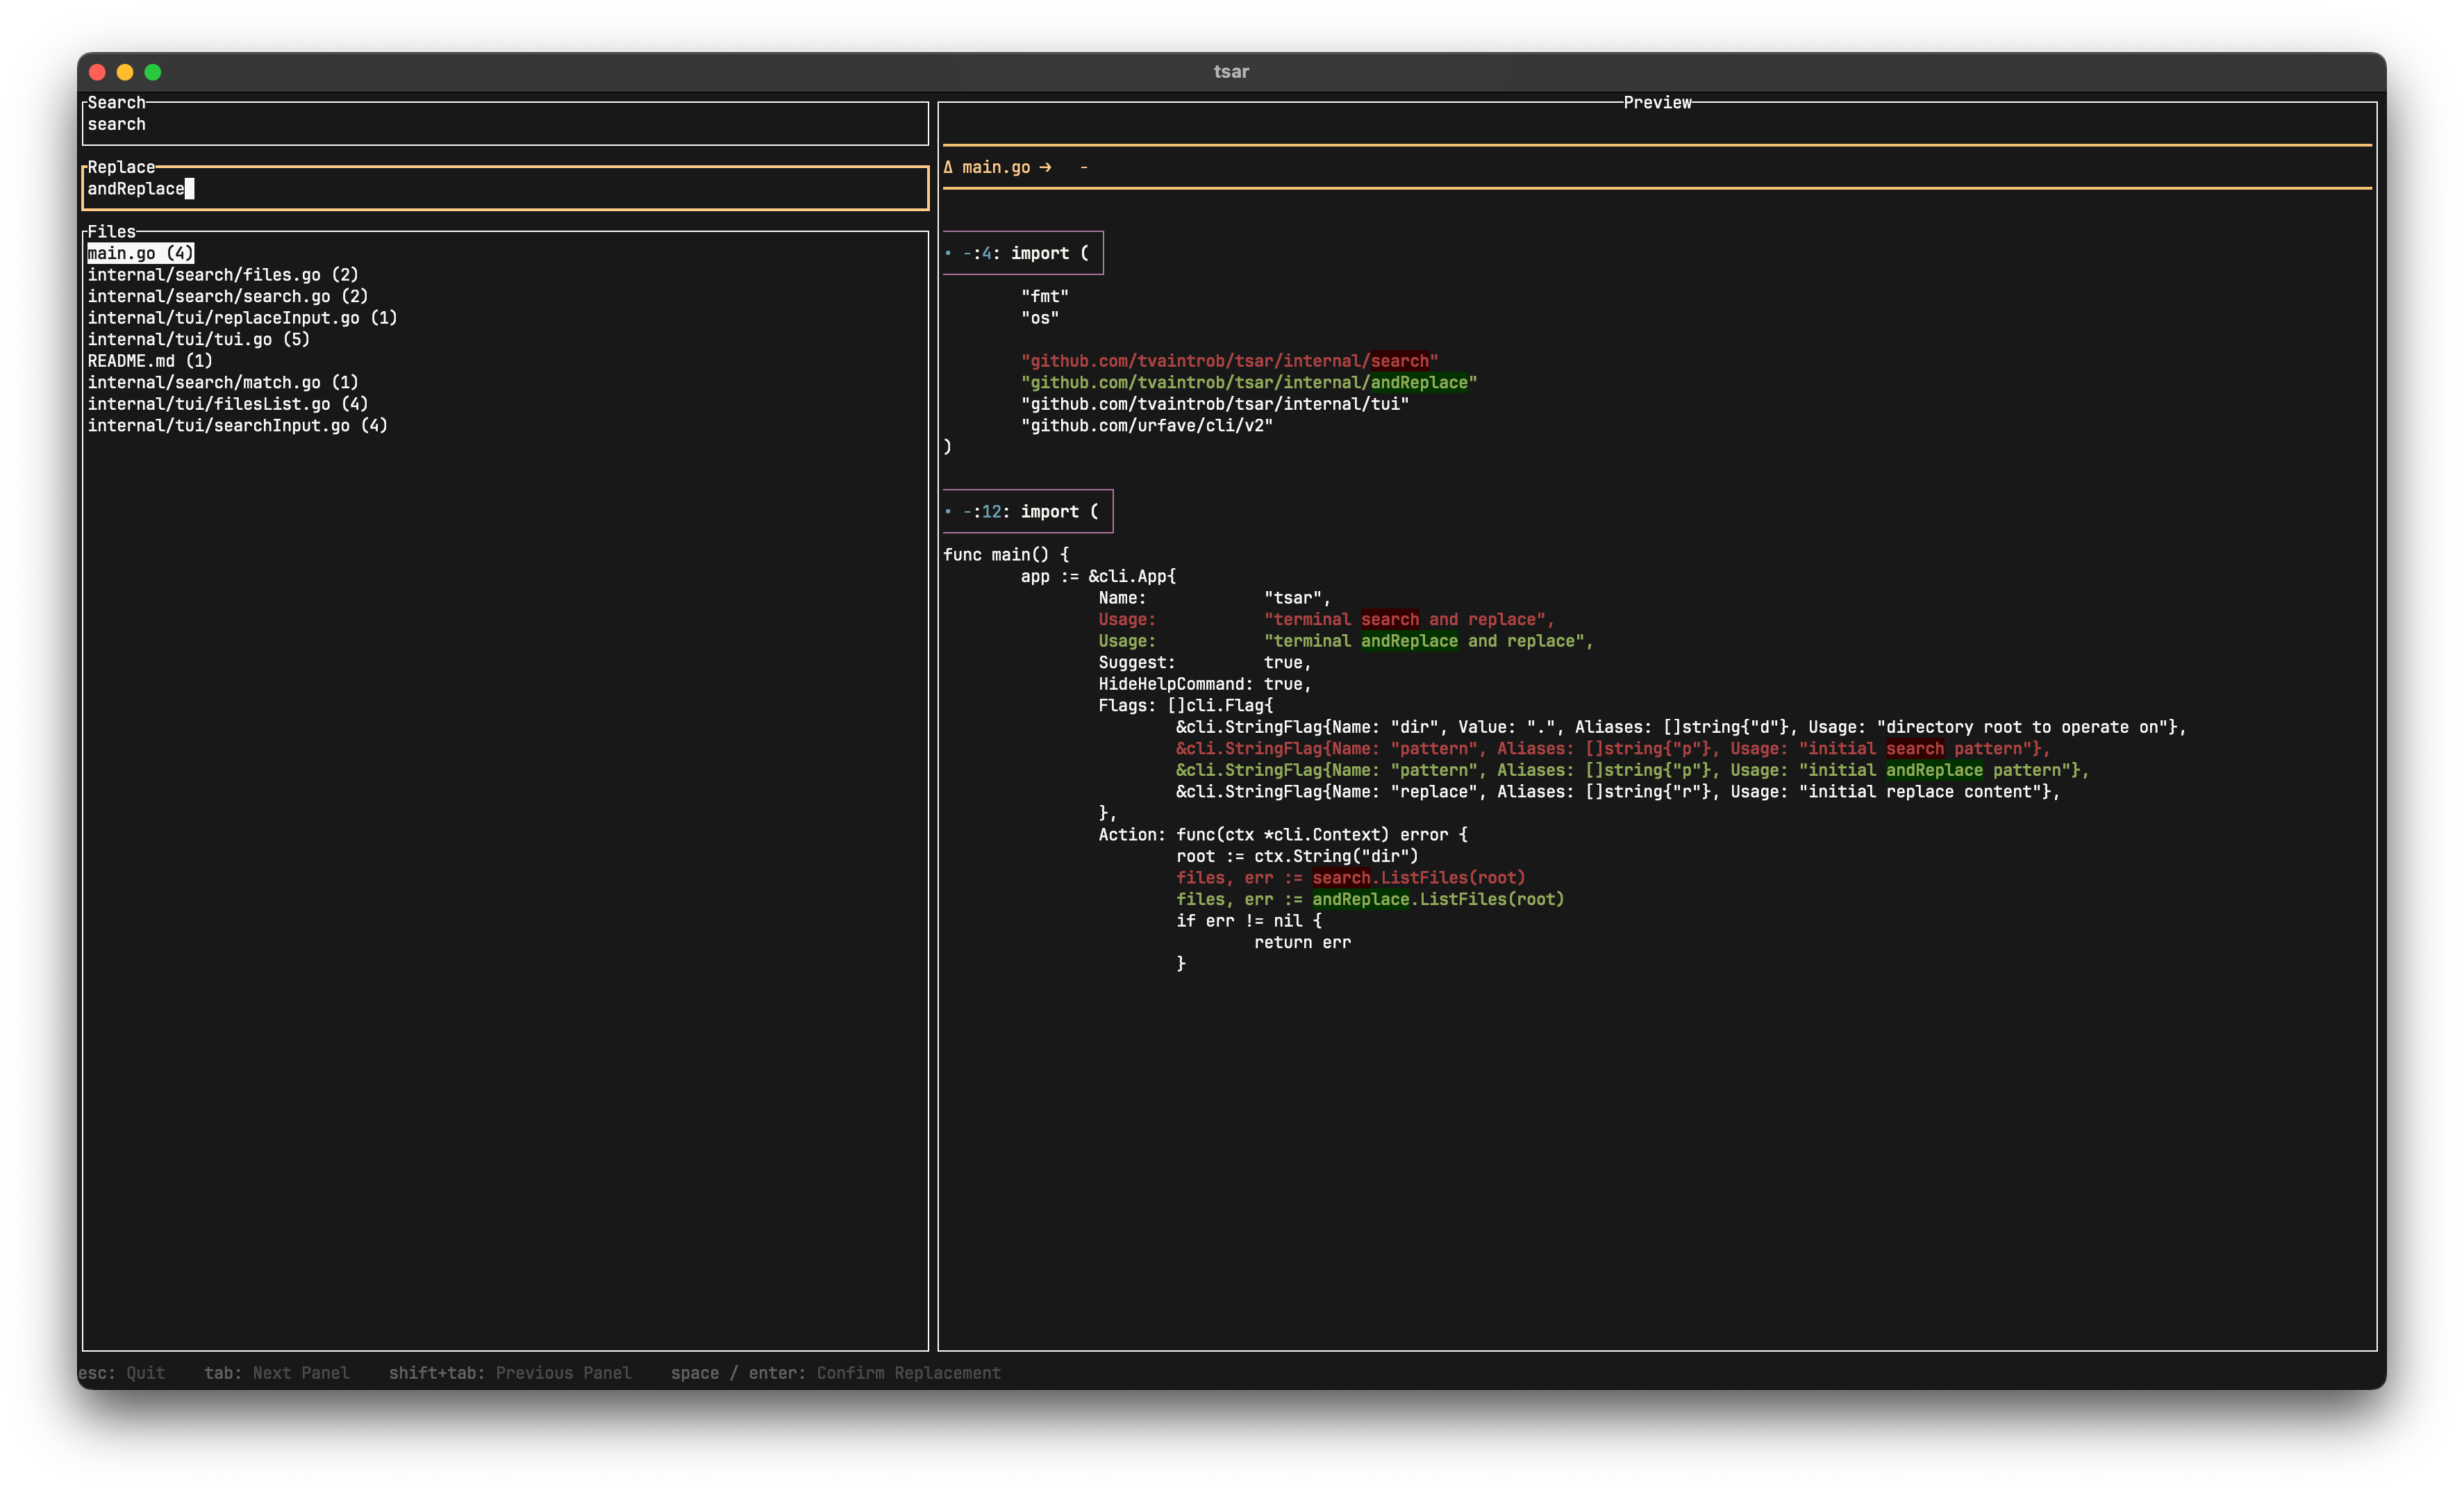 tsar
Search
search
Replace
andReplace
Files
main.go (4)
internal/search/files.go (2)
internal/search/search.go (2)
internal/tui/replaceInput.go (1)
internal/tui/tui.go (5)
README.md (1)
internal/search/match.go (1)
internal/tui/filesList.go (4)
internal/tui/searchInput.go (4)
Preview
Δ main.go →   -
• -:4: import (
        "fmt"
        "os"
        "github.com/tvaintrob/tsar/internal/search"
        "github.com/tvaintrob/tsar/internal/andReplace"
        "github.com/tvaintrob/tsar/internal/tui"
        "github.com/urfave/cli/v2"
)
• -:12: import (
func main() {
        app := &cli.App{
                Name:            "tsar",
                Usage:           "terminal search and replace",
                Usage:           "terminal andReplace and replace",
                Suggest:         true,
                HideHelpCommand: true,
                Flags: []cli.Flag{
                        &cli.StringFlag{Name: "dir", Value: ".", Aliases: []string{"d"}, Usage: "directory root to operate on"},
                        &cli.StringFlag{Name: "pattern", Aliases: []string{"p"}, Usage: "initial search pattern"},
                        &cli.StringFlag{Name: "pattern", Aliases: []string{"p"}, Usage: "initial andReplace pattern"},
                        &cli.StringFlag{Name: "replace", Aliases: []string{"r"}, Usage: "initial replace content"},
                },
                Action: func(ctx *cli.Context) error {
                        root := ctx.String("dir")
                        files, err := search.ListFiles(root)
                        files, err := andReplace.ListFiles(root)
                        if err != nil {
                                return err
                        }
esc: Quit    tab: Next Panel    shift+tab: Previous Panel    space / enter: Confirm Replacement